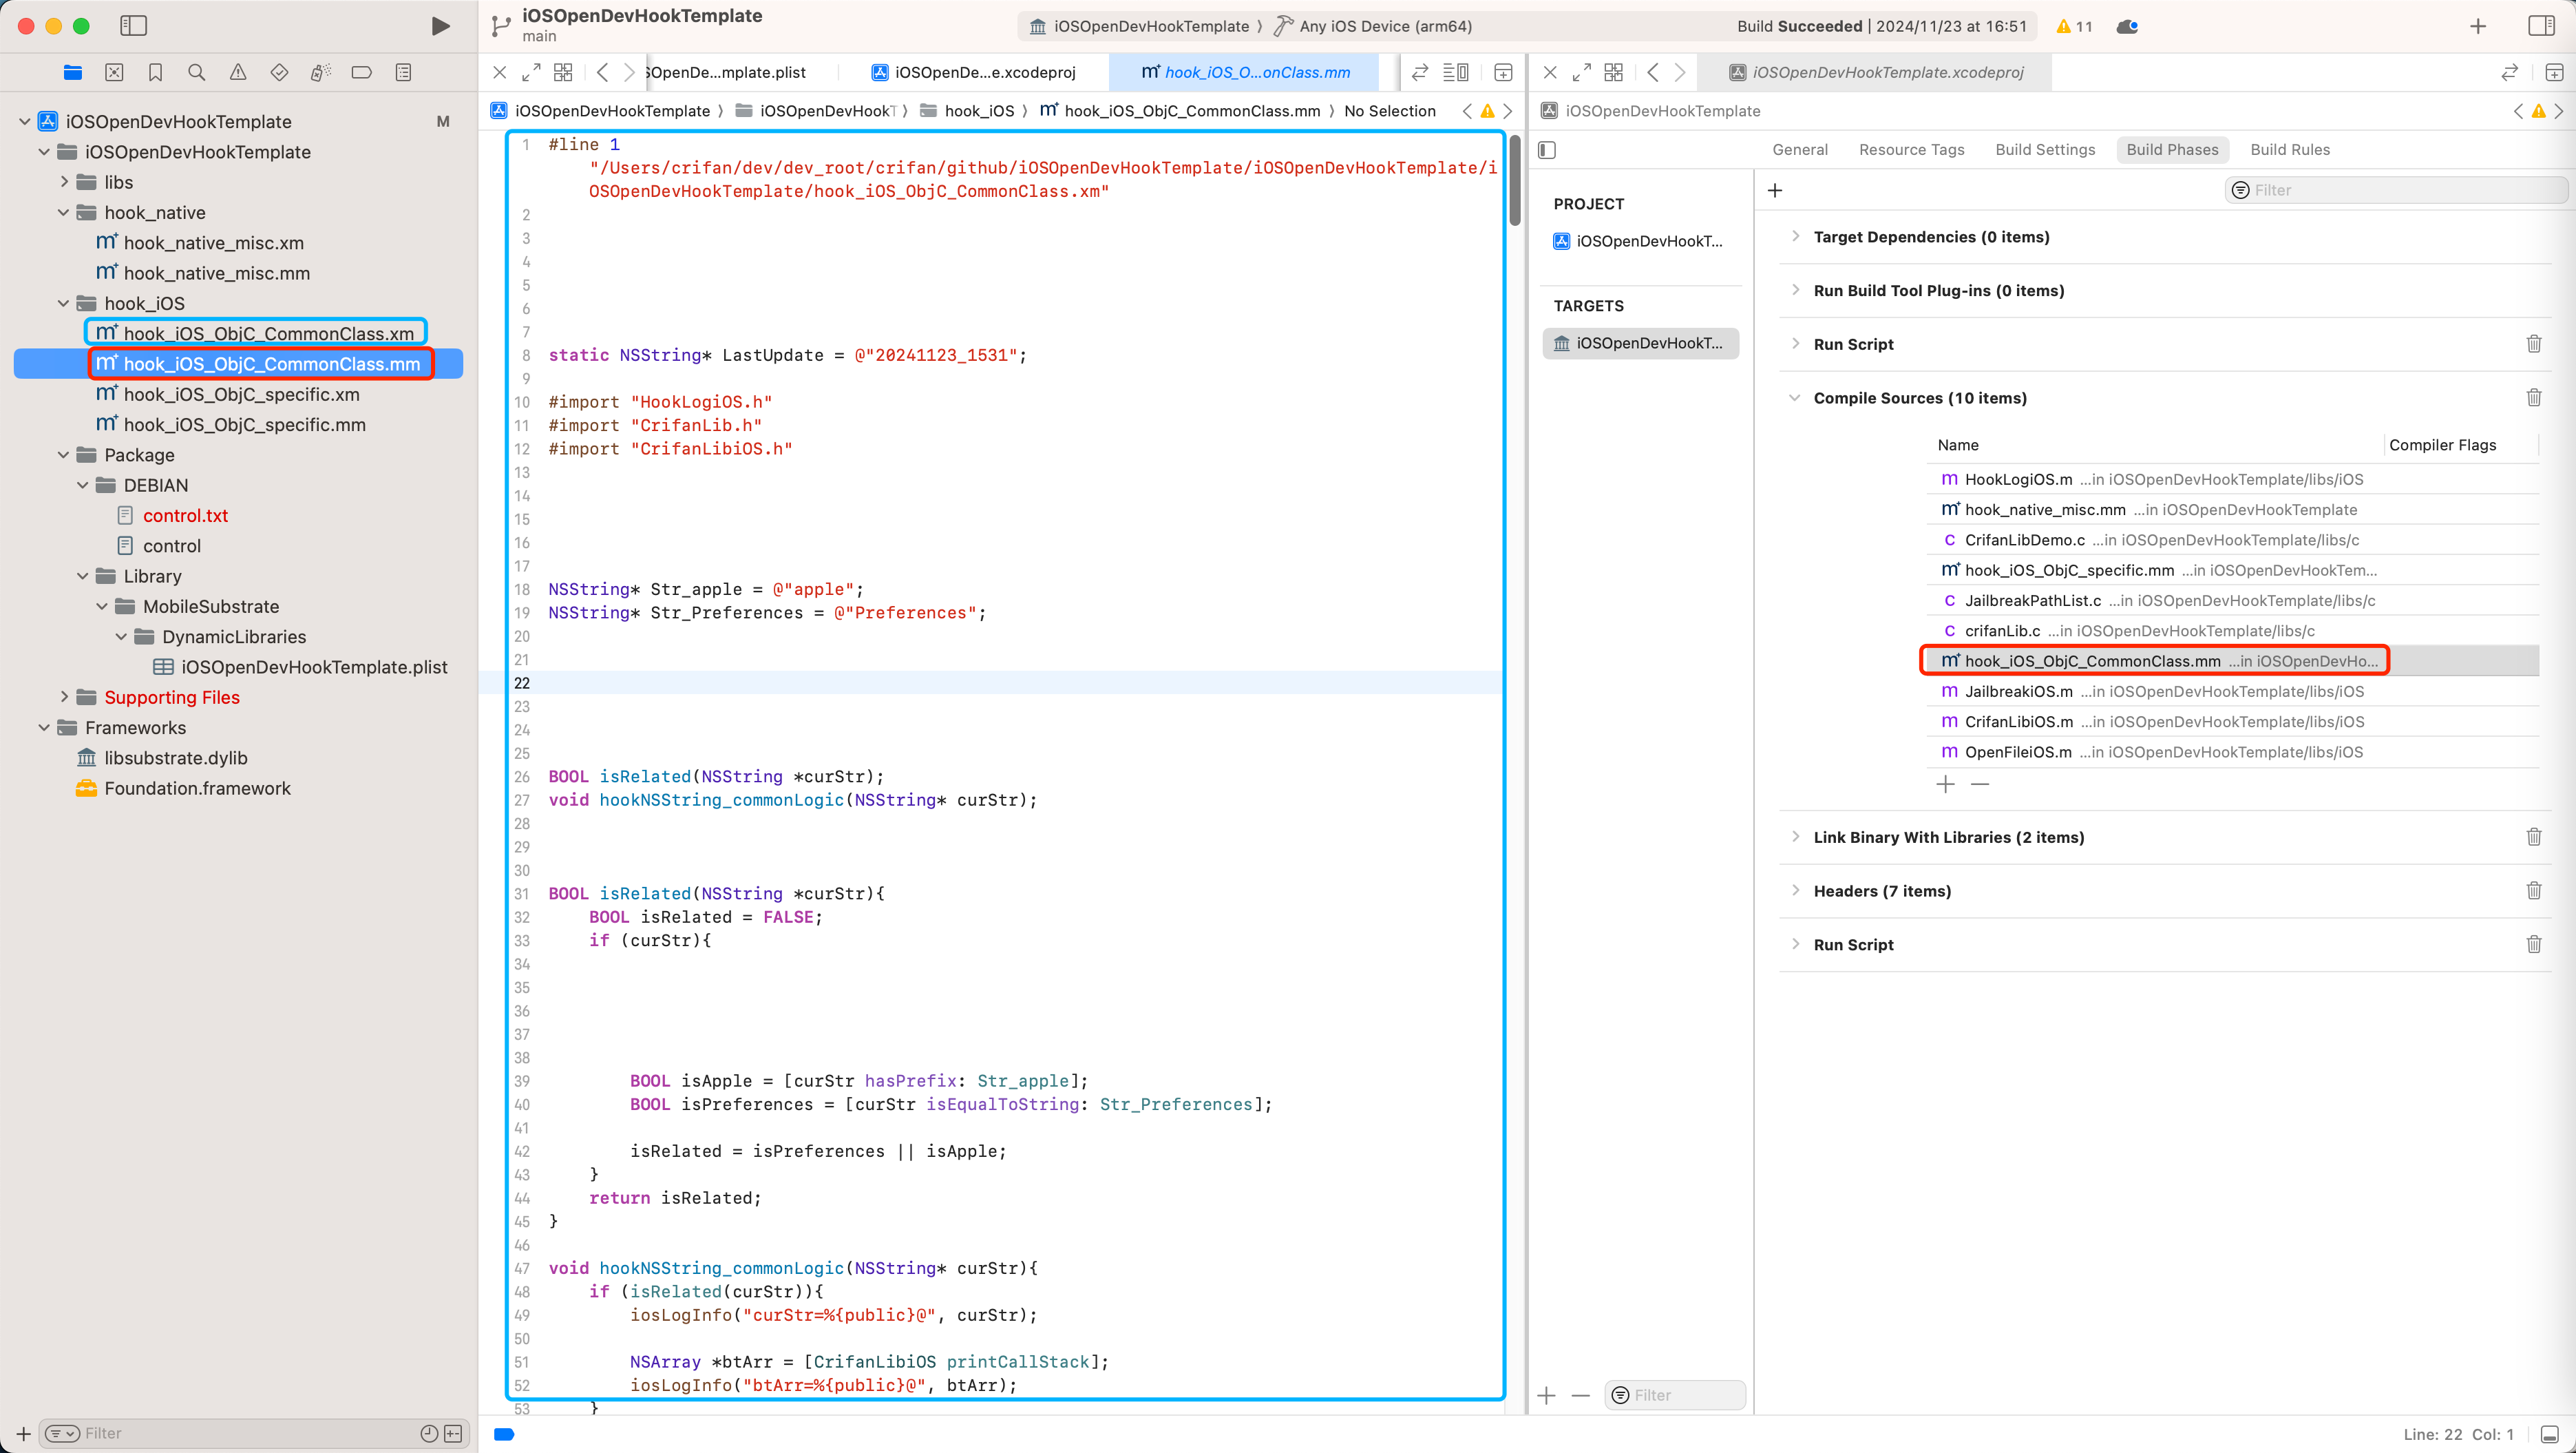 iOSOpenDevHookTemplate
main
iOSOpenDevHookTemplate 〉 Any iOS Device (arm64)
Build Succeeded | 2024/11/23 at 16:51
11
iOSOpenDevHookTemplate
M
iOSOpenDevHookTemplate
libs
hook_native
hook_native_misc.xm
hook_native_misc.mm
hook_iOS
hook_iOS_ObjC_CommonClass.xm
hook_iOS_ObjC_CommonClass.mm
hook_iOS_ObjC_specific.xm
hook_iOS_ObjC_specific.mm
Package
DEBIAN
control.txt
control
Library
MobileSubstrate
DynamicLibraries
iOSOpenDevHookTemplate.plist
Supporting Files
Frameworks
libsubstrate.dylib
Foundation.framework
Filter
SOpenDe...mplate.plist
iOSOpenDe...e.xcodeproj
hook_iOS_O...onClass.mm
iOSOpenDevHookTemplate 〉 iOSOpenDevHookT 〉 hook_iOS 〉 hook_iOS_ObjC_CommonClass.mm 〉 No Selection
1 #line 1
"/Users/crifan/dev/dev_root/crifan/github/iOSOpenDevHookTemplate/iOSOpenDevHookTemplate/i
OSOpenDevHookTemplate/hook_iOS_ObjC_CommonClass.xm"
2
3
4
5
6
7
8 static NSString* LastUpdate = @"20241123_1531";
9
10 #import "HookLogiOS.h"
11 #import "CrifanLib.h"
12 #import "CrifanLibiOS.h"
13
14
15
16
17
18 NSString* Str_apple = @"apple";
19 NSString* Str_Preferences = @"Preferences";
20
21
22
23
24
25
26 BOOL isRelated(NSString *curStr);
27 void hookNSString_commonLogic(NSString* curStr);
28
29
30
31 BOOL isRelated(NSString *curStr){
32 BOOL isRelated = FALSE;
33 if (curStr){
34
35
36
37
38
39 BOOL isApple = [curStr hasPrefix: Str_apple];
40 BOOL isPreferences = [curStr isEqualToString: Str_Preferences];
41
42 isRelated = isPreferences || isApple;
43 }
44 return isRelated;
45 }
46
47 void hookNSString_commonLogic(NSString* curStr){
48 if (isRelated(curStr)){
49 iosLogInfo("curStr=%{public}@", curStr);
50
51 NSArray *btArr = [CrifanLibiOS printCallStack];
52 iosLogInfo("btArr=%{public}@", btArr);
53 }
iOSOpenDevHookTemplate.xcodeproj
iOSOpenDevHookTemplate
General Resource Tags Build Settings Build Phases Build Rules
Filter
PROJECT
iOSOpenDevHookT...
TARGETS
iOSOpenDevHookT...
Filter
Target Dependencies (0 items)
Run Build Tool Plug-ins (0 items)
Run Script
Compile Sources (10 items)
Name Compiler Flags
HookLogiOS.m ...in iOSOpenDevHookTemplate/libs/iOS
hook_native_misc.mm ...in iOSOpenDevHookTemplate
CrifanLibDemo.c ...in iOSOpenDevHookTemplate/libs/c
hook_iOS_ObjC_specific.mm ...in iOSOpenDevHookTem...
JailbreakPathList.c ...in iOSOpenDevHookTemplate/libs/c
crifanLib.c ...in iOSOpenDevHookTemplate/libs/c
hook_iOS_ObjC_CommonClass.mm ...in iOSOpenDevHo...
JailbreakiOS.m ...in iOSOpenDevHookTemplate/libs/iOS
CrifanLibiOS.m ...in iOSOpenDevHookTemplate/libs/iOS
OpenFileiOS.m ...in iOSOpenDevHookTemplate/libs/iOS
Link Binary With Libraries (2 items)
Headers (7 items)
Run Script
Line: 22 Col: 1